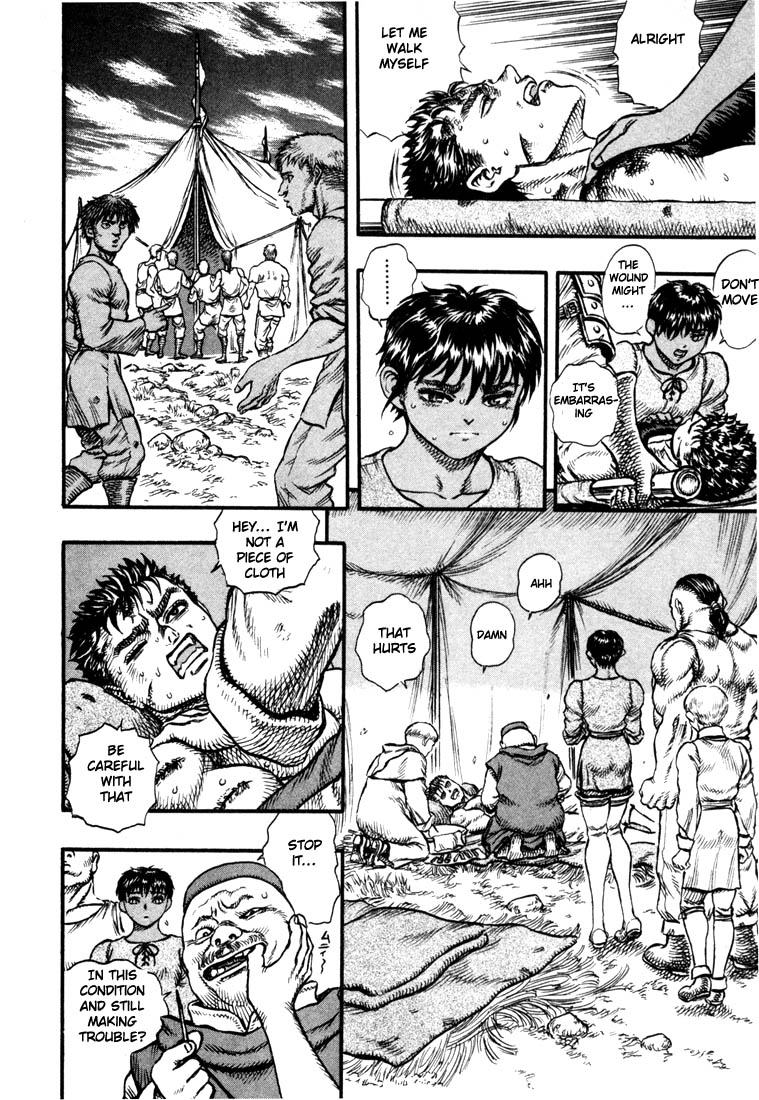 ALRIGHT
LET ME
WALK
MYSELF
DON'T
MOVE
THE
WOUND
MIGHT
...
IT'S
EMBARRAS-
ING
........
AHH
DAMN
THAT
HURTS
HEY... I'M
NOT A
PIECE OF
CLOTH
BE
CAREFUL
WITH
THAT
STOP
IT...
IN THIS
CONDITION
AND STILL
MAKING
TROUBLE?